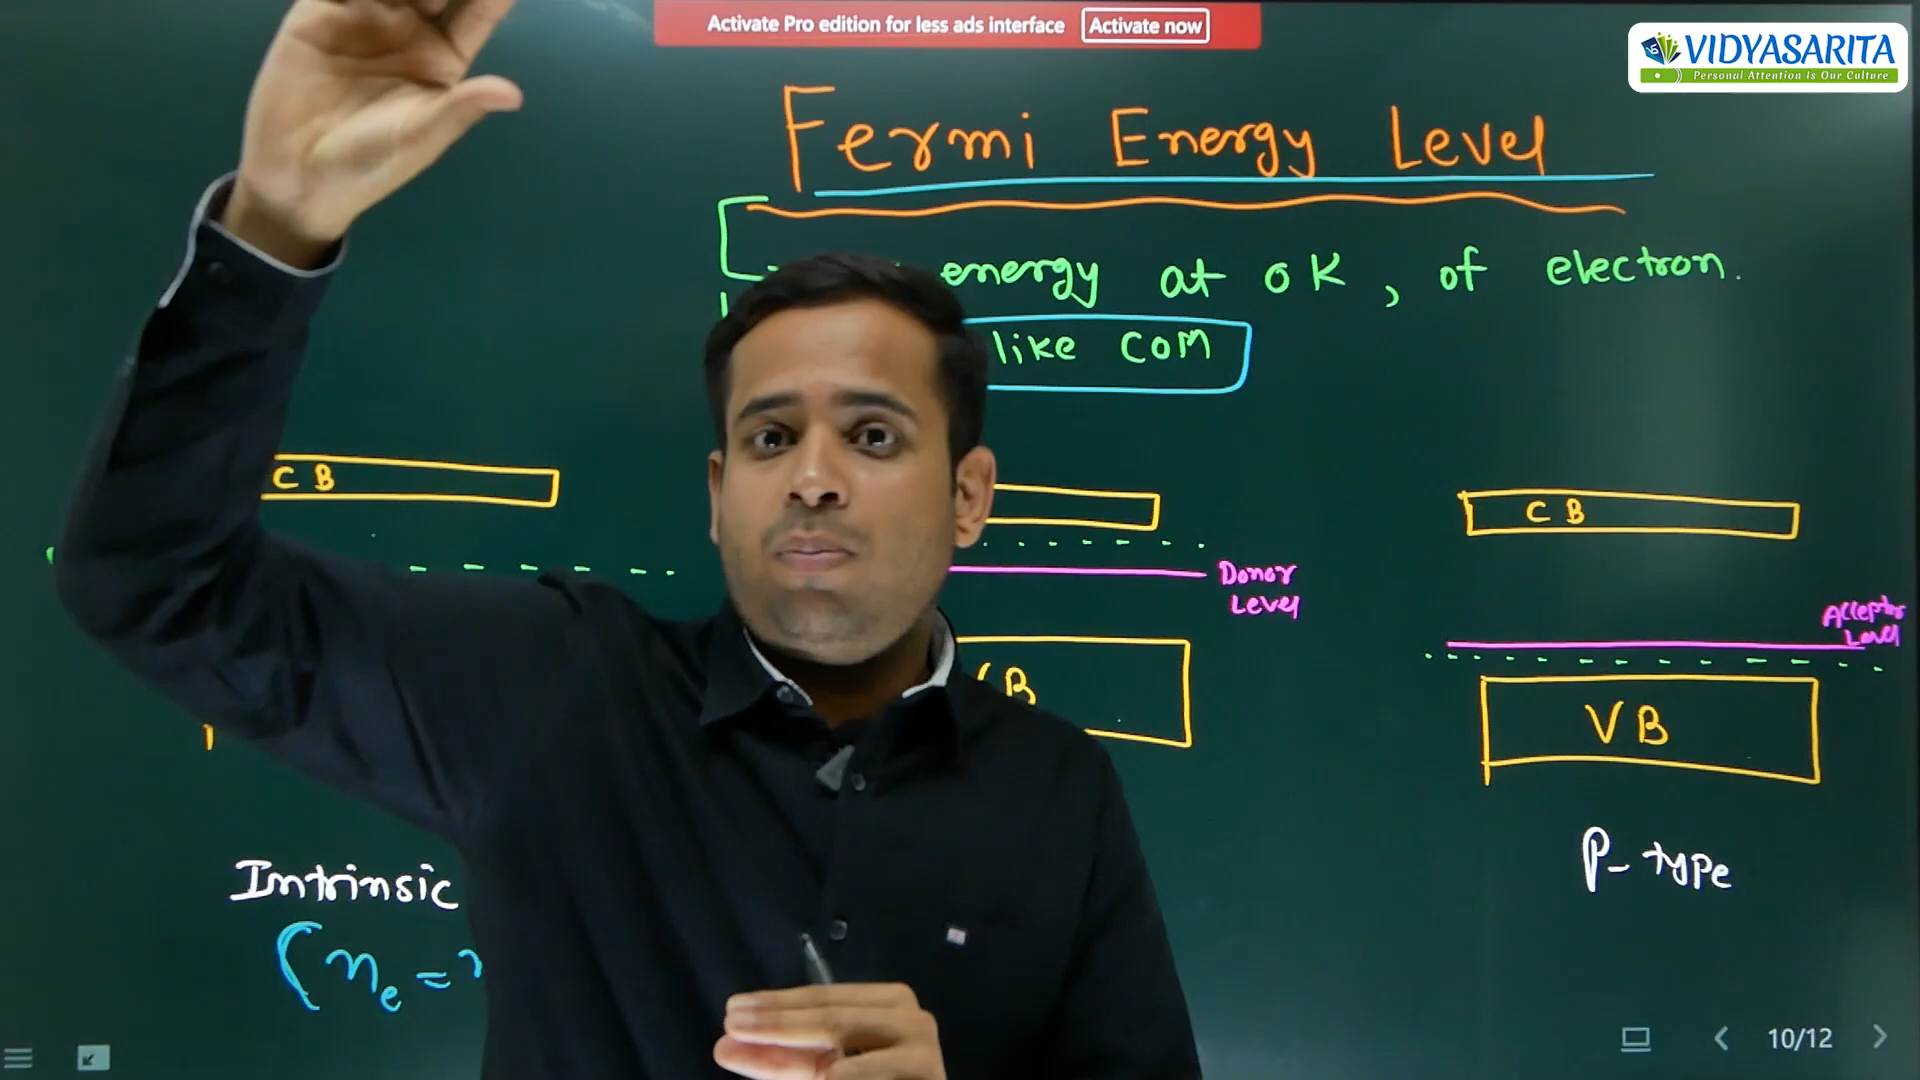 Activate Pro edition for less ads interface Activate now
VIDYASARITA
Personal Attention Is Our Culture
Fermi Energy Level
energy at 0 K, of electron.
like COM
C B
C B
Donor
Level
Acceptor
Level
B
V B
P- type
Intrinsic
(ne =
10/12